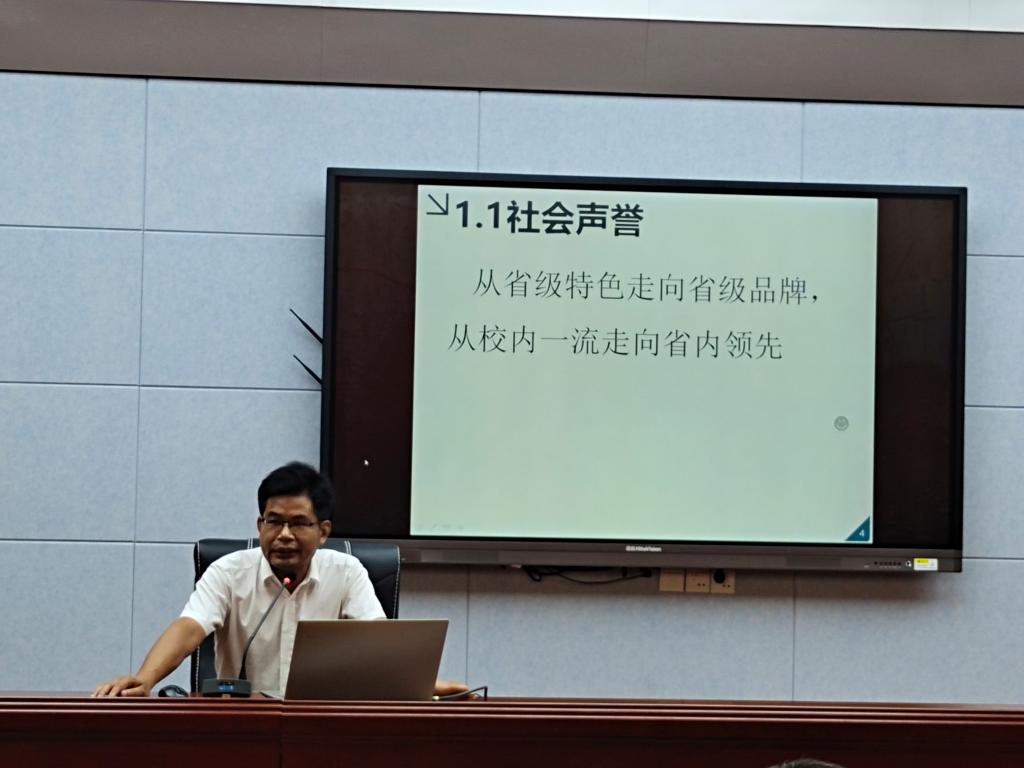 1.1社会声誉
从省级特色走向省级品牌，
从校内一流走向省内领先
4
HiteVision